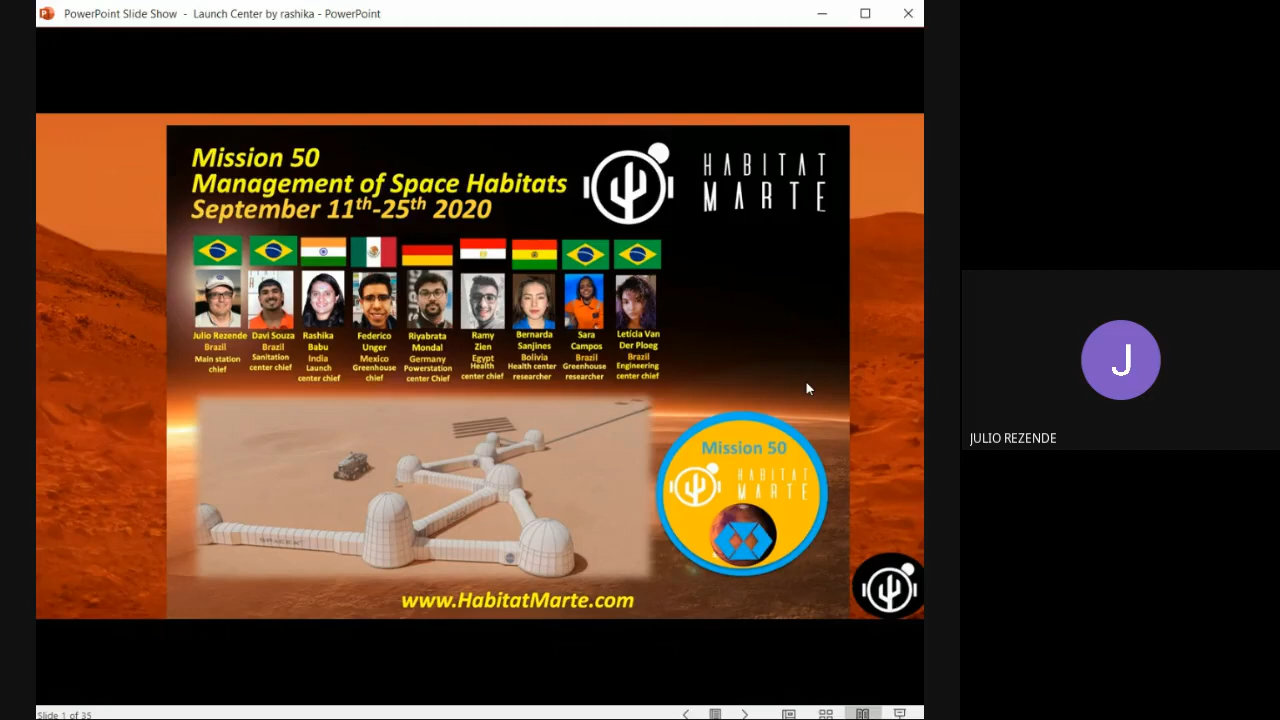 PowerPoint Slide Show - Launch Center by rashika - PowerPoint
Mission 50
Management of Space Habitats
September 11th-25th 2020
HABITAT
MARTE
Julio Rezende
Brazil
Main station
chief
Davi Souza
Brazil
Sanitation
center chief
Rashika
Babu
India
Launch
center chief
Federico
Unger
Mexico
Greenhouse
chief
Riyabrata
Mondal
Germany
Powerstation
center Chief
Ramy
Zien
Egypt
Health
center chief
Bernarda
Sanjines
Bolivia
Health center
researcher
Sara
Campos
Brazil
Greenhouse
researcher
Letícia Van
Der Ploeg
Brazil
Engineering
center chief
Mission 50
HABITAT
MARTE
www.HabitatMarte.com
J
JULIO REZENDE
Slide 1 of 35